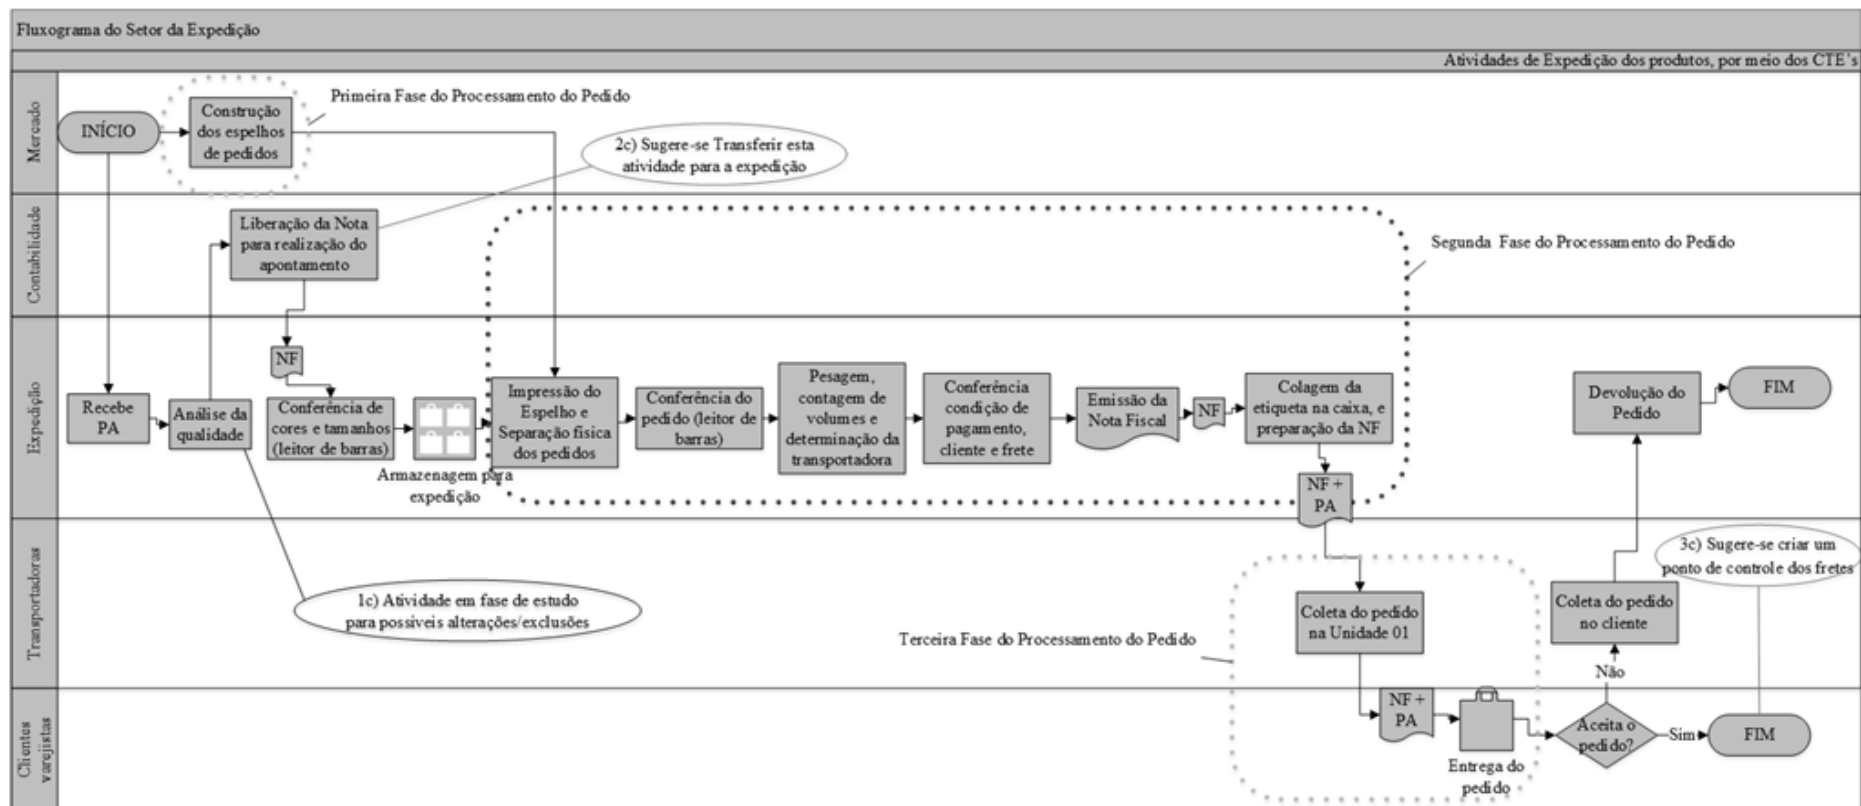 Fluxograma do Setor da Expedição
Atividades de Expedição dos produtos, por meio dos CTE's
Mercado
INÍCIO
Construção
dos espelhos
de pedidos
Primeira Fase do Processamento do Pedido
2c) Sugere-se Transferir esta
atividade para a expedição
Contabilidade
Liberação da Nota
para realização do
apontamento
Segunda Fase do Processamento do Pedido
Expedição
NF
Recebe
PA
Análise da
qualidade
Conferência de
cores e tamanhos
(leitor de barras)
Armazenagem para
expedição
Impressão do
Espelho e
Separação física
dos pedidos
Conferência do
pedido (leitor de
barras)
Pesagem,
contagem de
volumes e
determinação da
transportadora
Conferência
condição de
pagamento,
cliente e frete
Emissão da
Nota Fiscal
NF
Colagem da
etiqueta na caixa, e
preparação da NF
NF +
PA
Devolução do
Pedido
FIM
Transportadoras
1c) Atividade em fase de estudo
para possíveis alterações/exclusões
Terceira Fase do Processamento do Pedido
Coleta do pedido
na Unidade 01
Coleta do pedido
no cliente
3c) Sugere-se criar um
ponto de controle dos fretes
Não
Clientes
varejistas
NF +
PA
Entrega do
pedido
Aceita o
pedido?
Sim
FIM